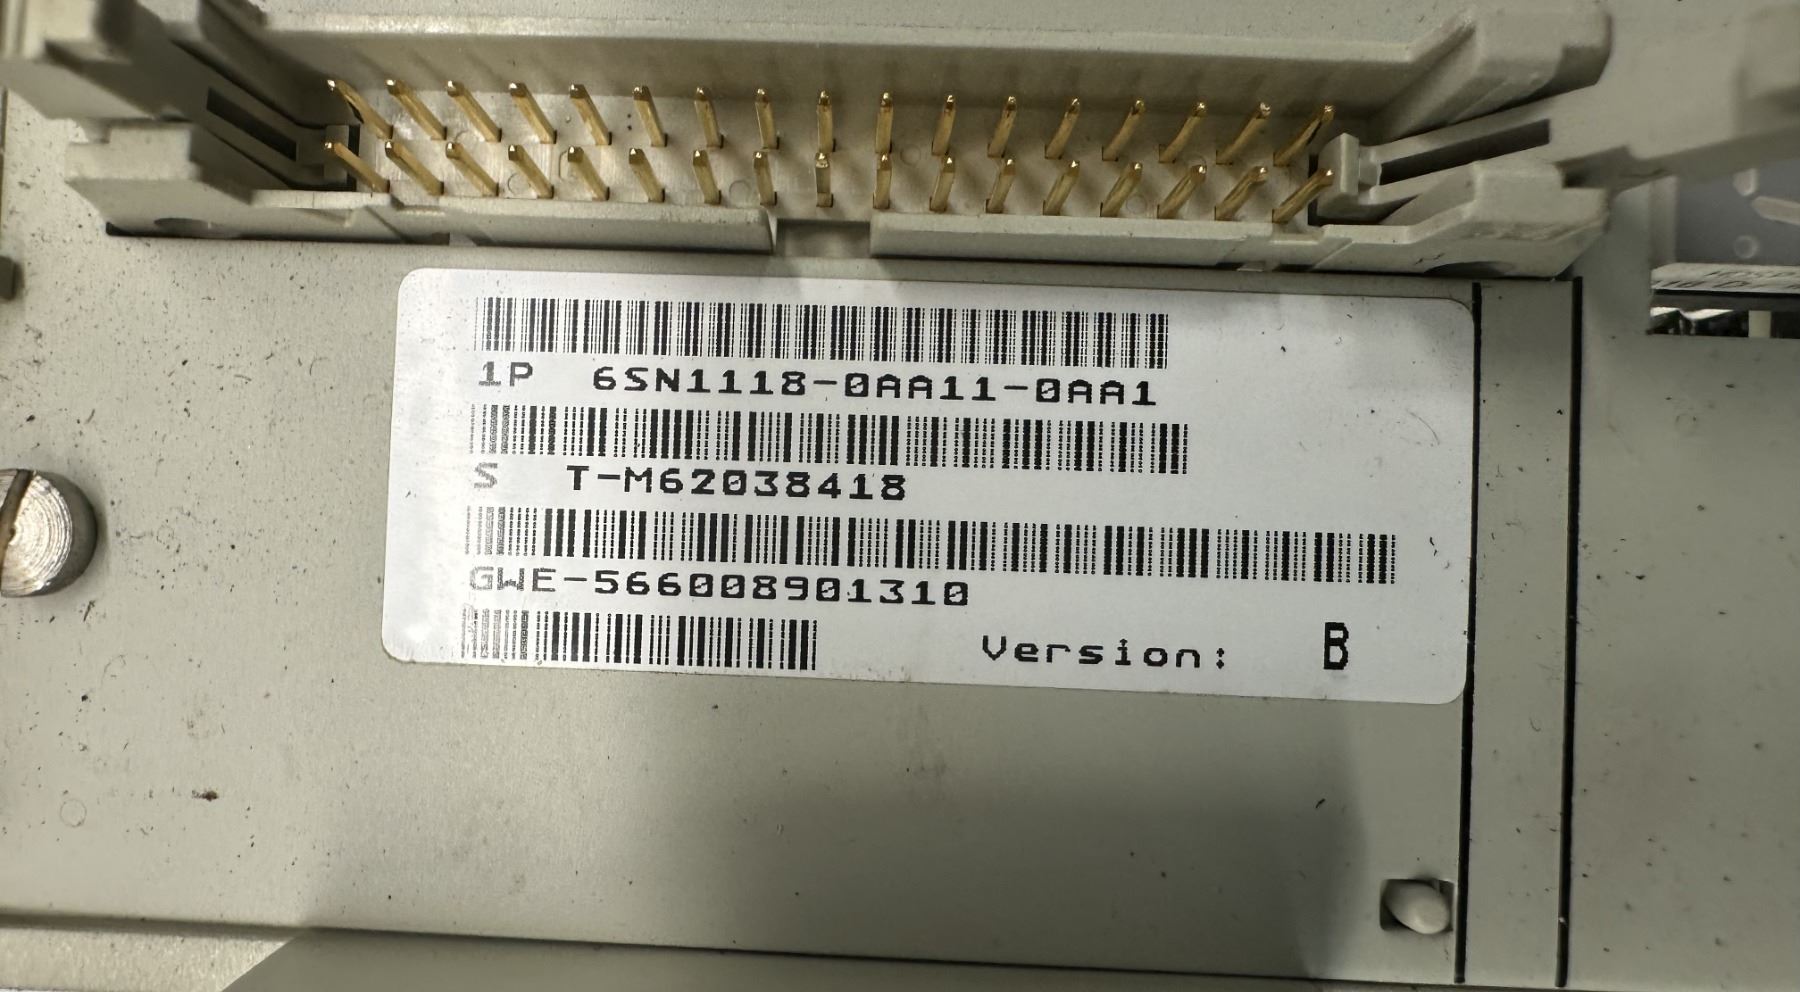 1P 6SN1118-0AA11-0AA1
S T-M62038418
GWE-566008901310
Version: B